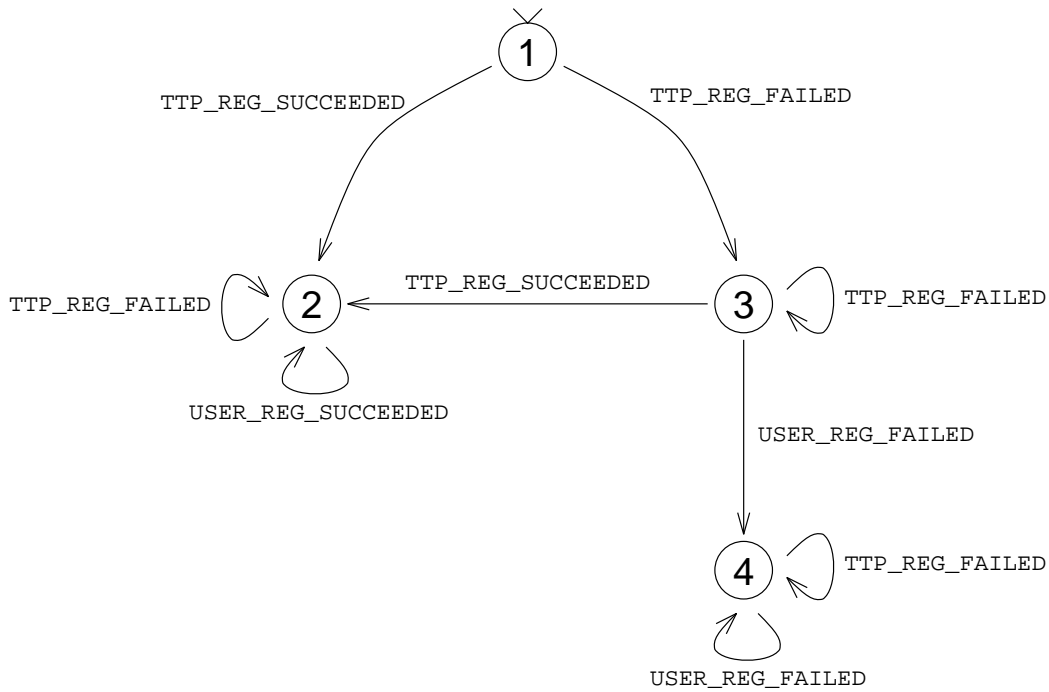 1
TTP_REG_SUCCEEDED
TTP_REG_FAILED
TTP_REG_SUCCEEDED
TTP_REG_FAILED
2
3
TTP_REG_FAILED
USER_REG_SUCCEEDED
USER_REG_FAILED
4
TTP_REG_FAILED
USER_REG_FAILED